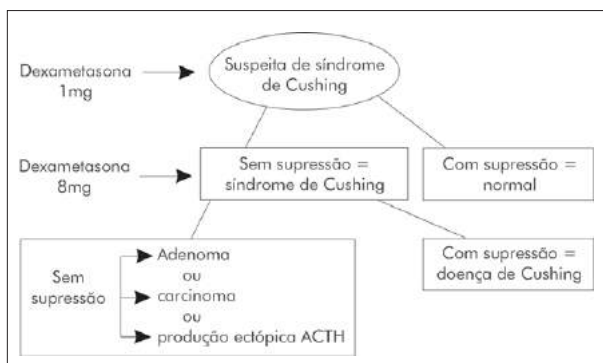 Dexametasona
1mg
Suspeita de síndrome
de Cushing
Dexametasona
8mg
Sem supressão =
síndrome de Cushing
Com supressão =
normal
Sem
supressão
Adenoma
ou
carcinoma
ou
produção ectópica ACTH
Com supressão =
doença de Cushing